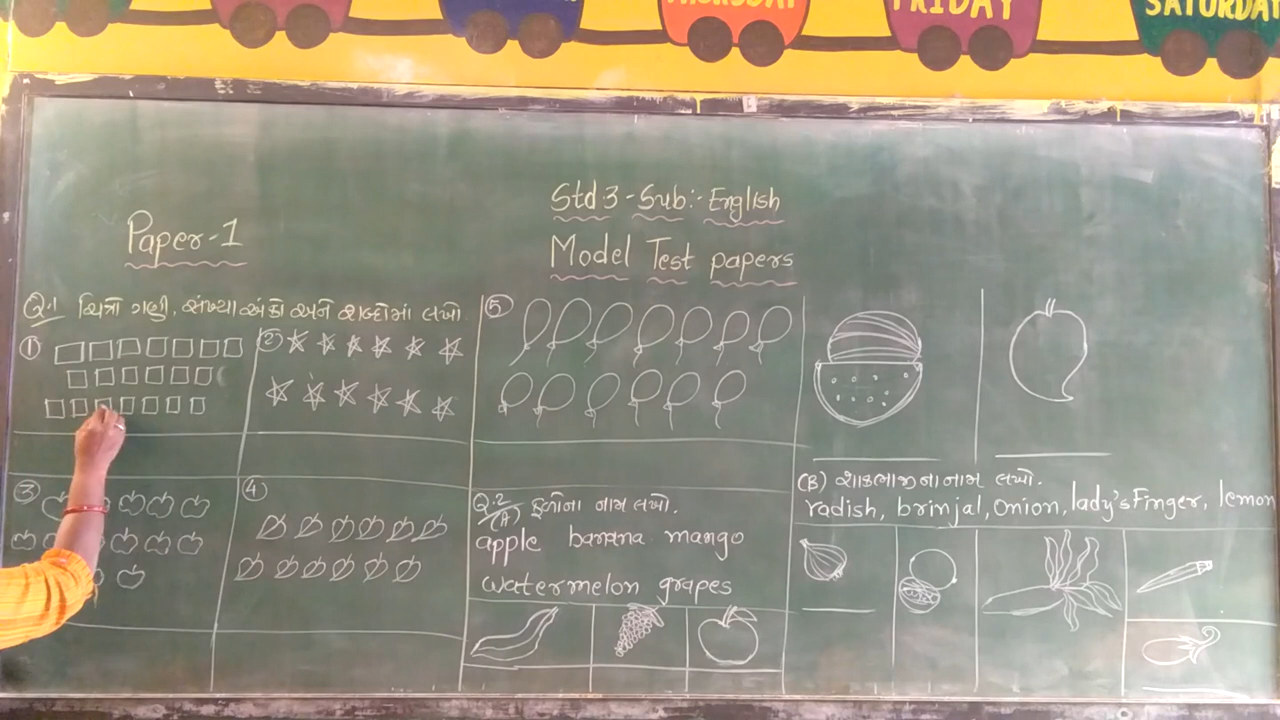 THURSDAY
FRIDAY
SATURDAY
Std 3 - Sub:- English
Paper-1
Model Test papers
Q.1 ચિત્રો ગણી, સંખ્યા અંકો અને શબ્દોમાં લખો.
①
②
③
④
⑤
Q.2
(A) ફળોના નામ લખો.
apple banana mango
watermelon grapes
(B) શાકભાજીના નામ લખો.
radish, brinjal, onion, lady's Finger, lemon